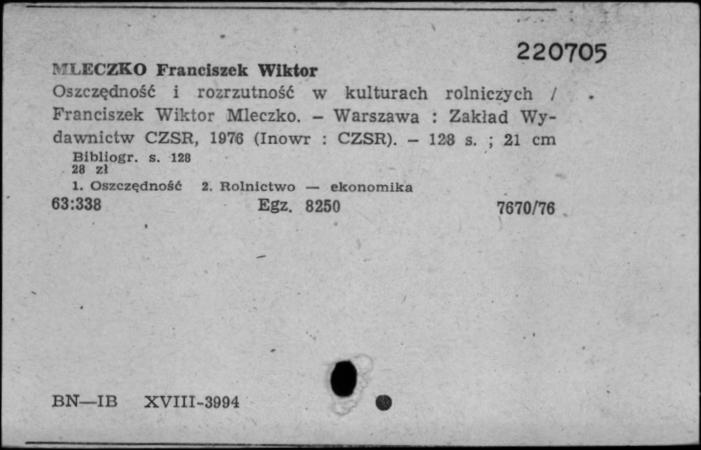 220705
MLECZKO Franciszek Wiktor
Oszczędność i rozrzutność w kulturach rolniczych /
Franciszek Wiktor Mleczko. – Warszawa : Zakład Wy-
dawnictw CZSR, 1976 (Inowr : CZSR). – 128 s. ; 21 cm
Bibliogr. s. 128
28 zł
1. Oszczędność 2. Rolnictwo — ekonomika
63:338 Egz. 8250 7670/76
BN—IB XVIII-3994